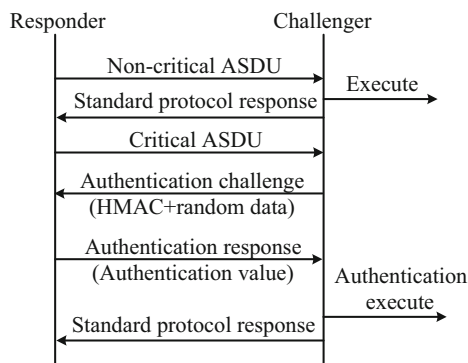 Responder
Challenger
Non-critical ASDU
Execute
Standard protocol response
Critical ASDU
Authentication challenge
(HMAC+random data)
Authentication response
(Authentication value)
Authentication
execute
Standard protocol response